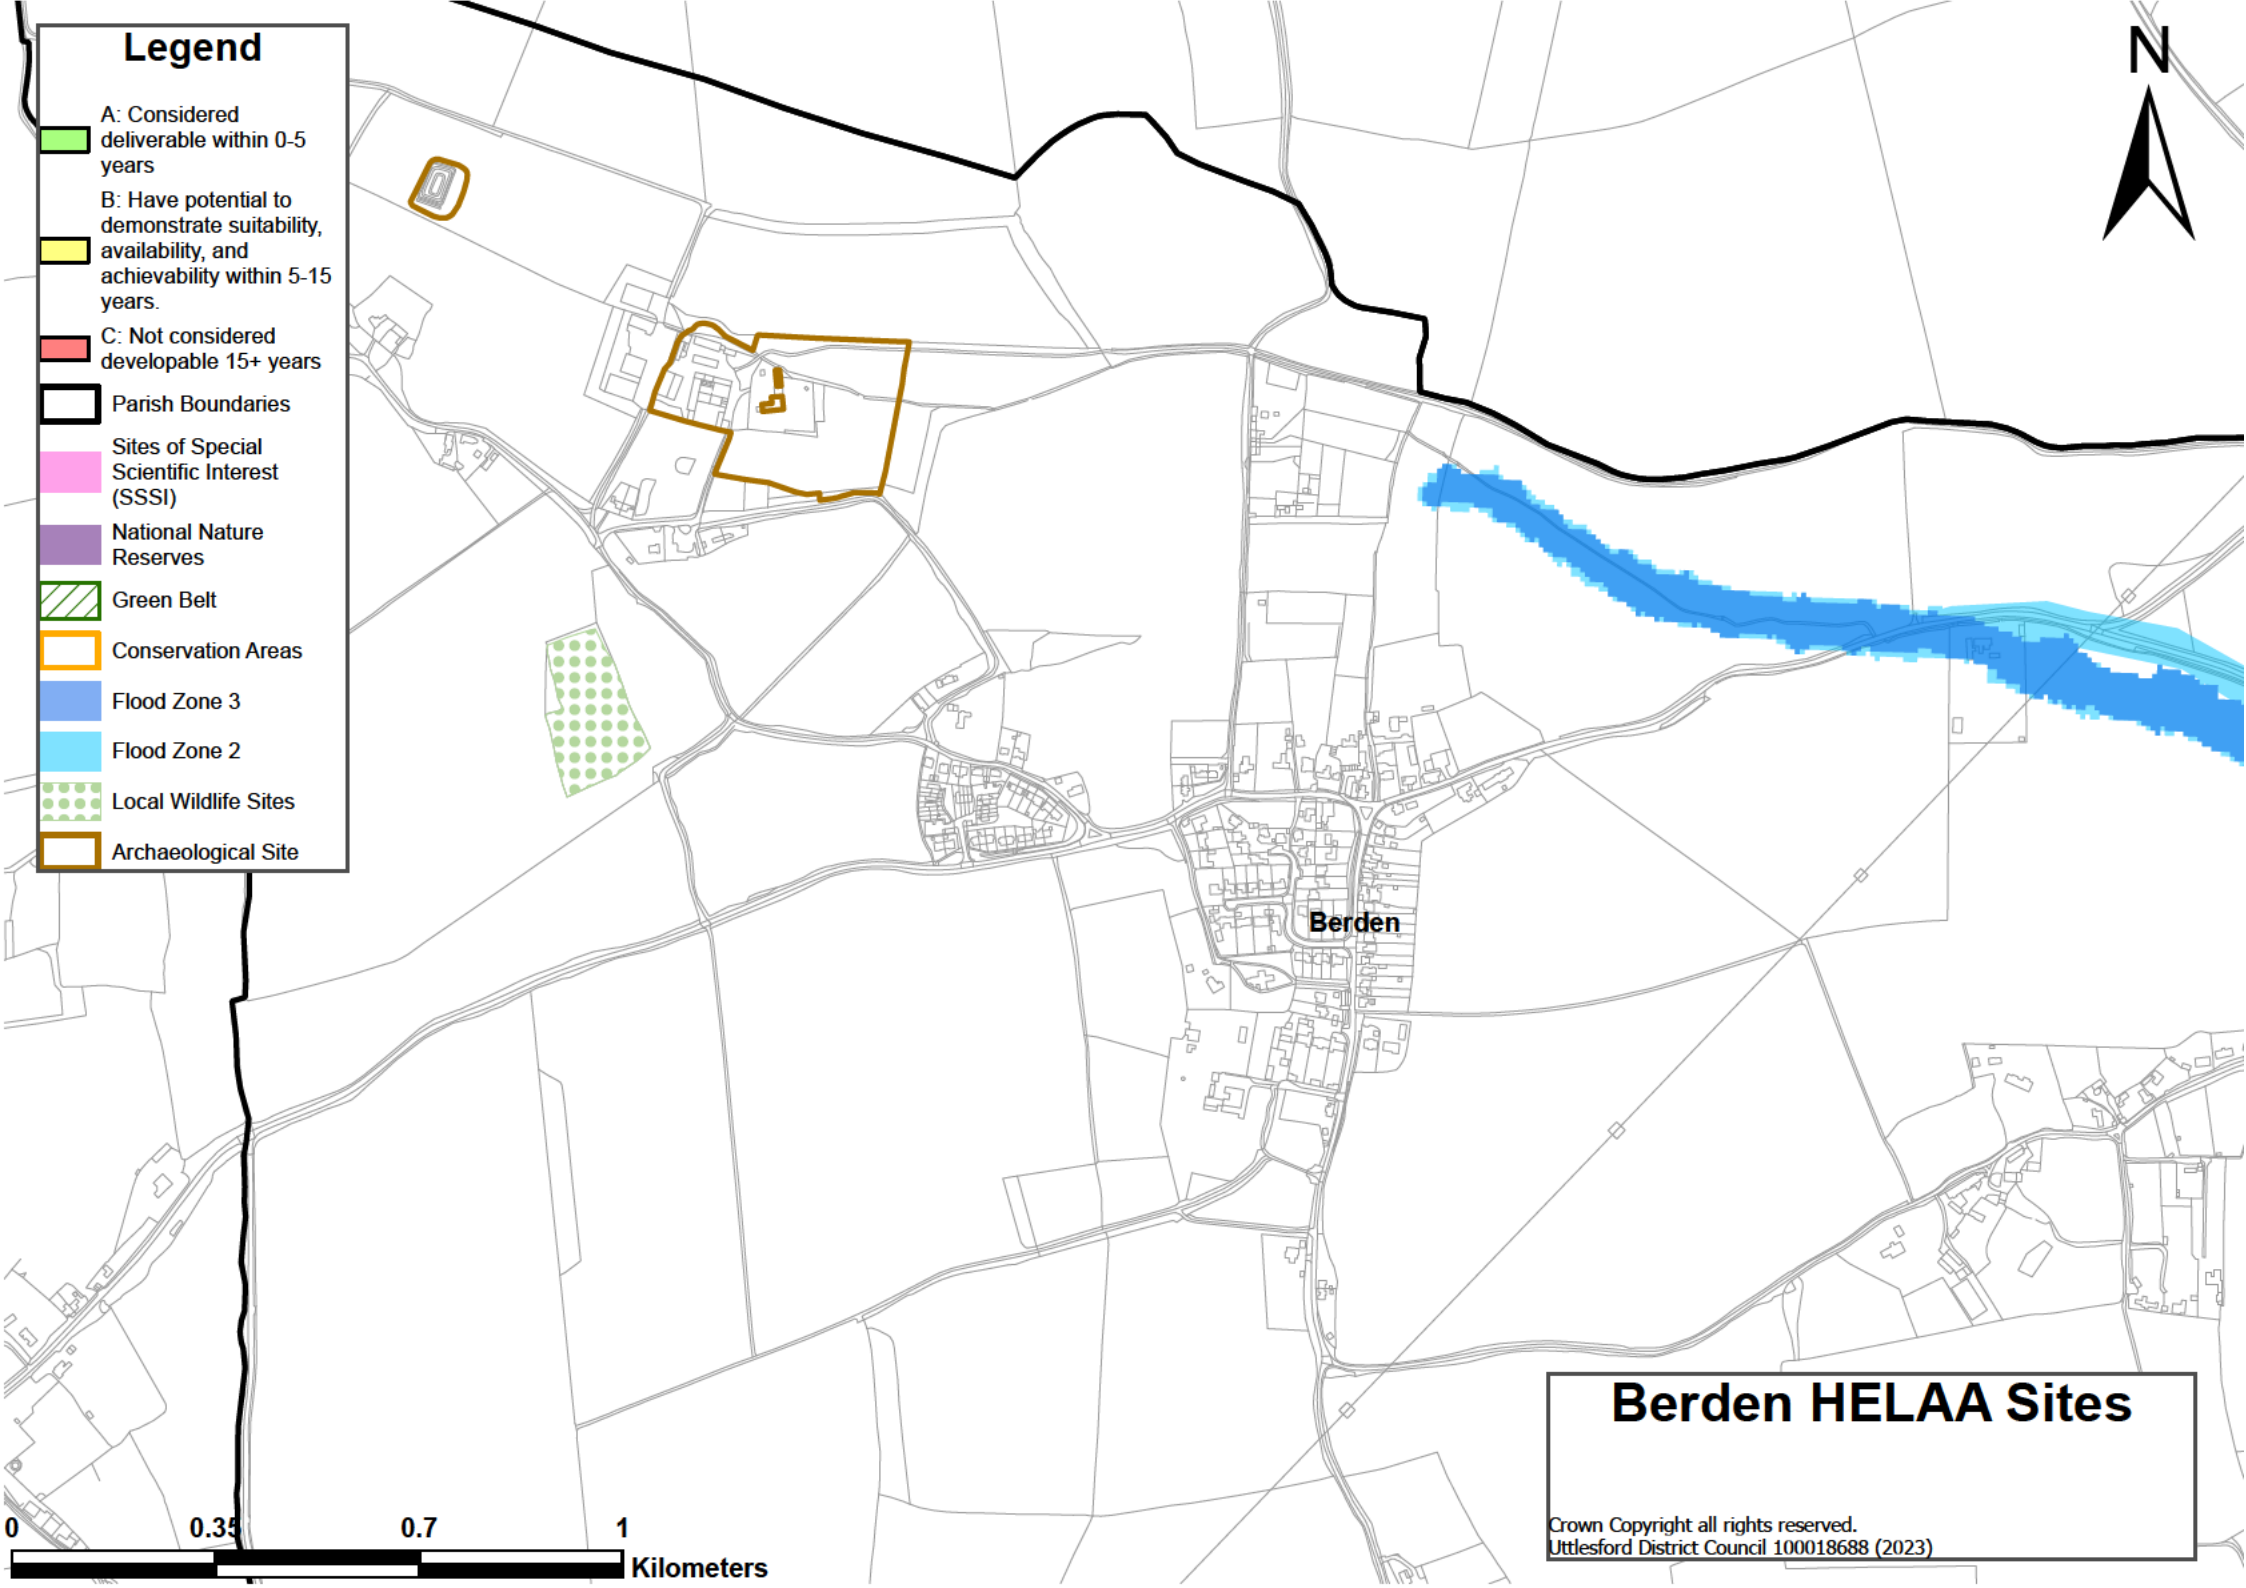 Legend
A: Considered
deliverable within 0-5
years
B: Have potential to
demonstrate suitability,
availability, and
achievability within 5-15
years.
C: Not considered
developable 15+ years
Parish Boundaries
Sites of Special
Scientific Interest
(SSSI)
National Nature
Reserves
Green Belt
Conservation Areas
Flood Zone 3
Flood Zone 2
Local Wildlife Sites
Archaeological Site
N
Berden
0 0.35 0.7 1
Kilometers
Berden HELAA Sites
Crown Copyright all rights reserved.
Uttlesford District Council 100018688 (2023)